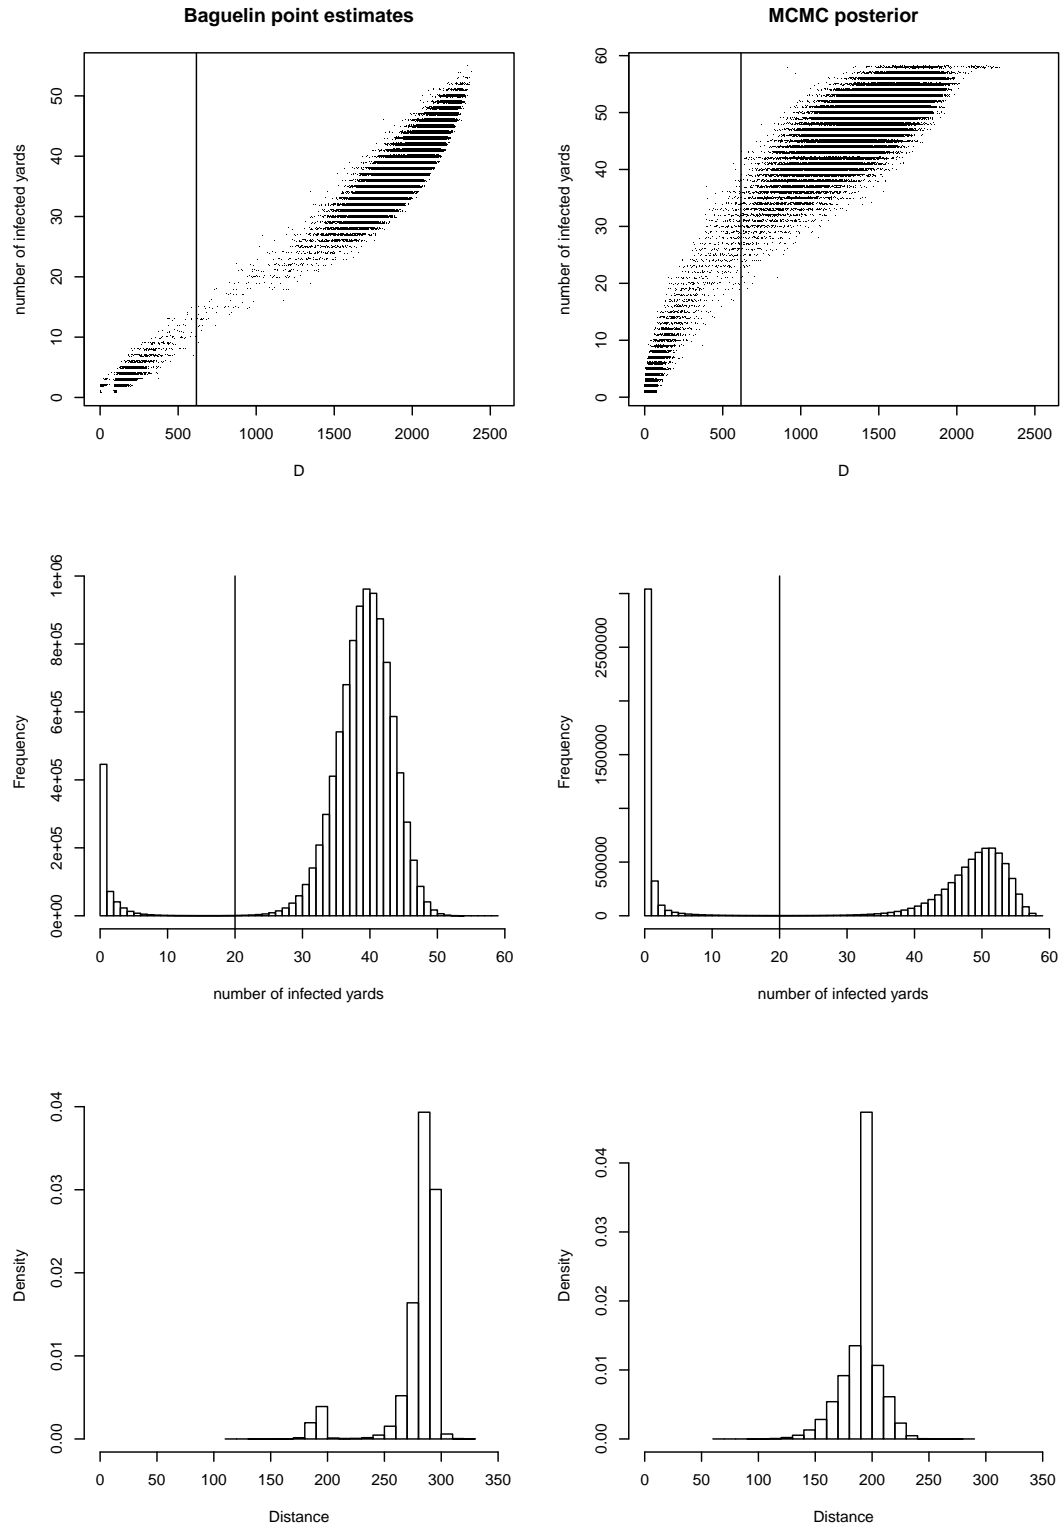 Baguelin point estimates
MCMC posterior
number of infected yards
0 10 20 30 40 50
0 500 1000 1500 2000 2500
D
number of infected yards
0 10 20 30 40 50 60
0 500 1000 1500 2000 2500
D
Frequency
0e+00 2e+05 4e+05 6e+05 8e+05 1e+06
0 10 20 30 40 50 60
number of infected yards
Frequency
0 500000 1500000 2500000
0 10 20 30 40 50 60
number of infected yards
Density
0.00 0.01 0.02 0.03 0.04
0 50 100 150 200 250 300 350
Distance
Density
0.00 0.01 0.02 0.03 0.04
0 50 100 150 200 250 300 350
Distance